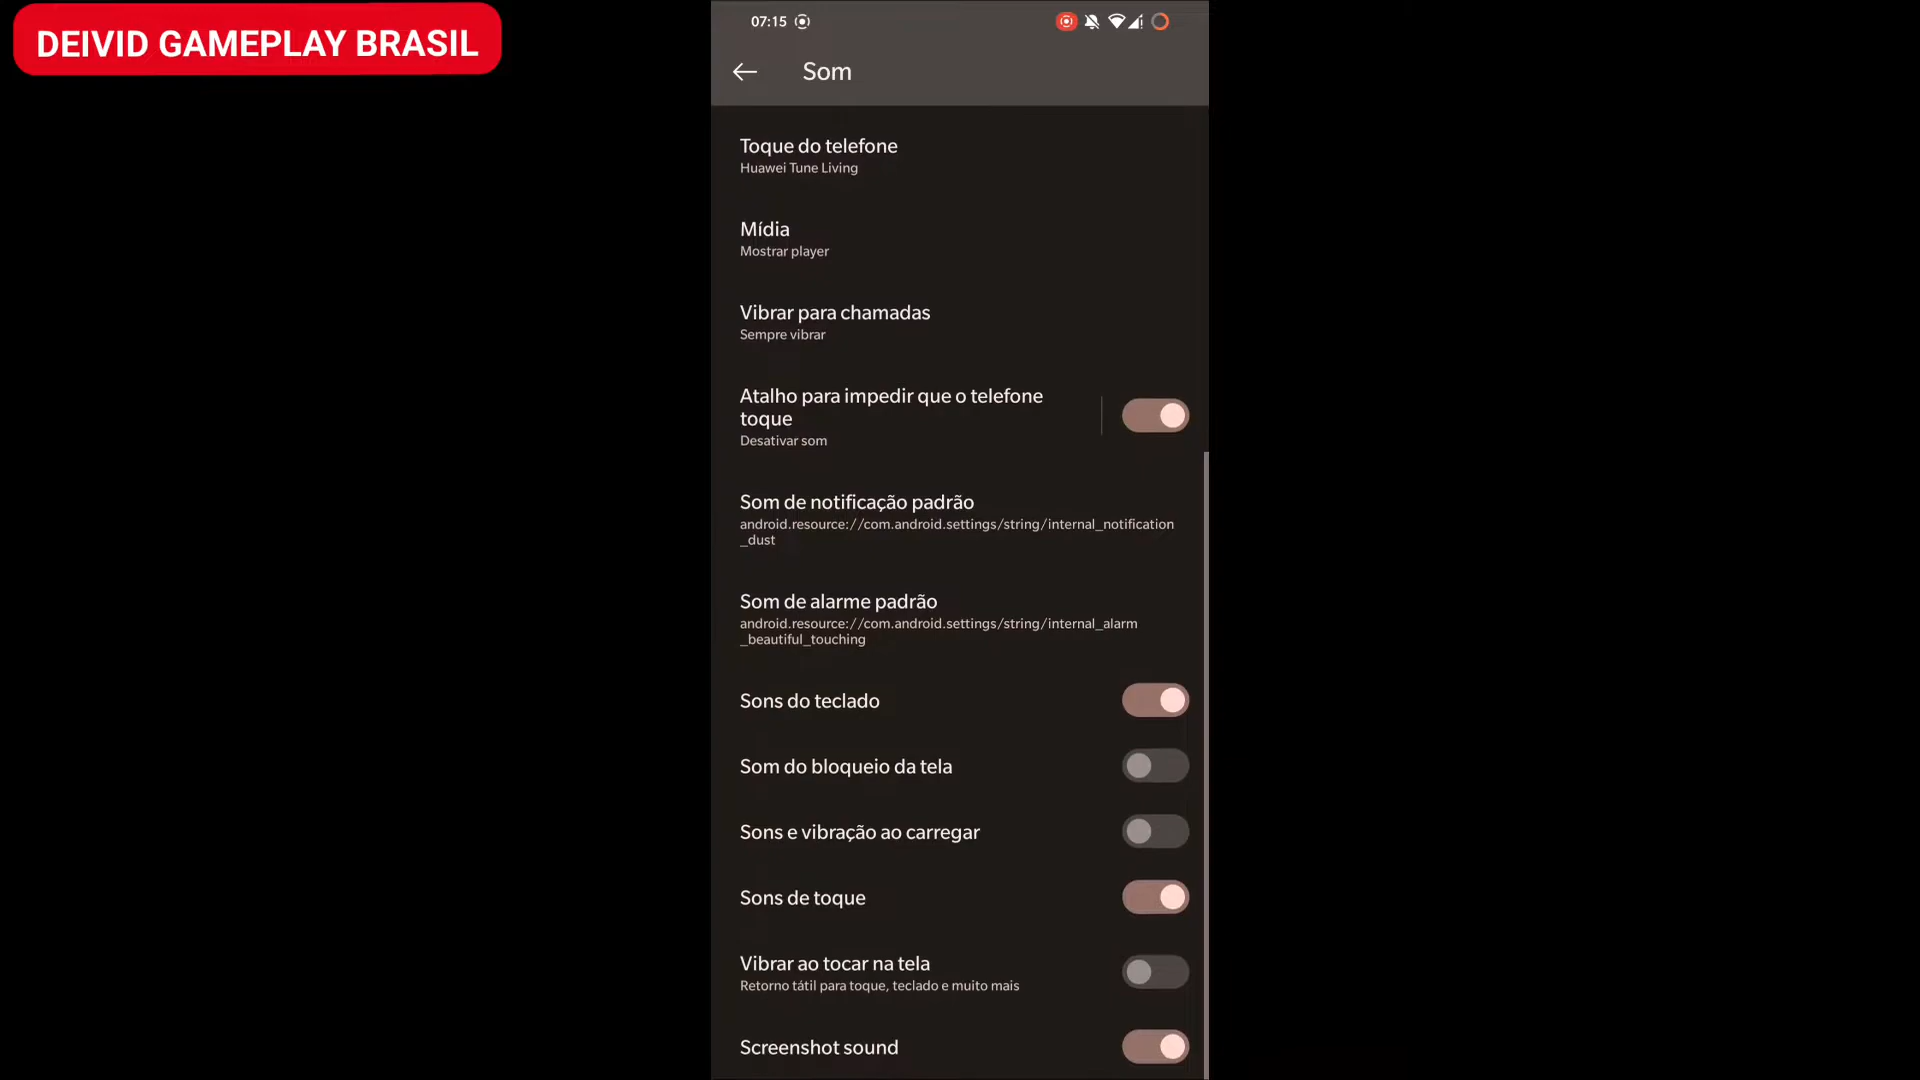 DEIVID GAMEPLAY BRASIL
07:15
Som
Toque do telefone
Huawei Tune Living
Mídia
Mostrar player
Vibrar para chamadas
Sempre vibrar
Atalho para impedir que o telefone
toque
Desativar som
Som de notificação padrão
android.resource://com.android.settings/string/internal_notification
_dust
Som de alarme padrão
android.resource://com.android.settings/string/internal_alarm
_beautiful_touching
Sons do teclado
Som do bloqueio da tela
Sons e vibração ao carregar
Sons de toque
Vibrar ao tocar na tela
Retorno tátil para toque, teclado e muito mais
Screenshot sound